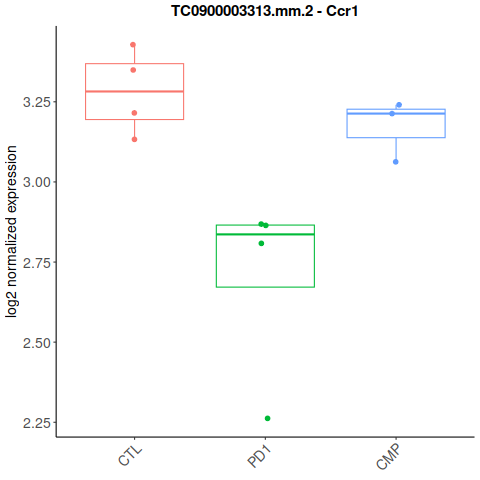 TC0900003313.mm.2 - Ccr1
log2 normalized expression
3.25
3.00
2.75
2.50
2.25
CTL
PD1
CMP